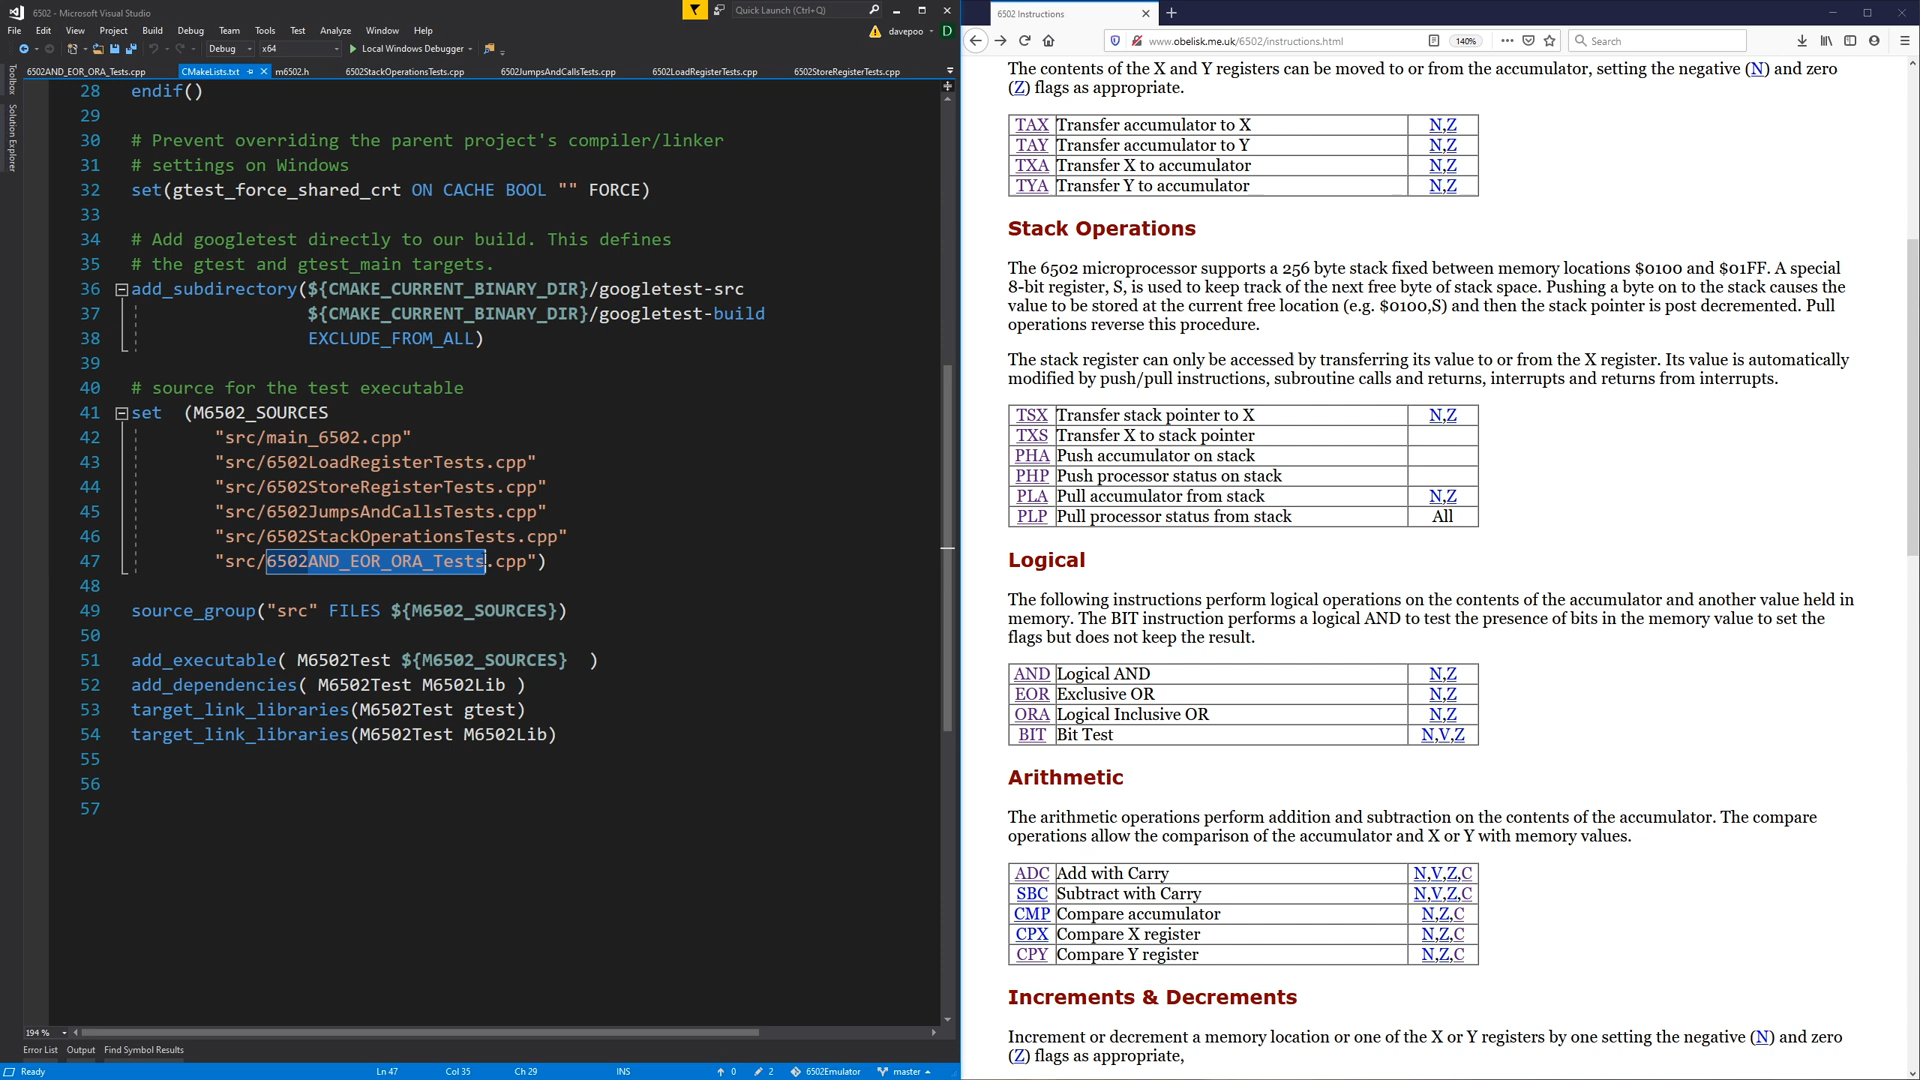 6502 - Microsoft Visual Studio
Quick Launch (Ctrl+Q)
File Edit View Project Build Debug Team Tools Test Analyze Window Help
davepoo D
Debug x64 Local Windows Debugger
6502AND_EOR_ORA_Tests.cpp CMakeLists.txt m6502.h 6502StackOperationsTests.cpp 6502JumpsAndCallsTests.cpp 6502LoadRegisterTests.cpp 6502StoreRegisterTests.cpp
Toolbox
Solution Explorer
28 endif()
29
30 # Prevent overriding the parent project's compiler/linker
31 # settings on Windows
32 set(gtest_force_shared_crt ON CACHE BOOL "" FORCE)
33
34 # Add googletest directly to our build. This defines
35 # the gtest and gtest_main targets.
36 add_subdirectory(${CMAKE_CURRENT_BINARY_DIR}/googletest-src
37 ${CMAKE_CURRENT_BINARY_DIR}/googletest-build
38 EXCLUDE_FROM_ALL)
39
40 # source for the test executable
41 set (M6502_SOURCES
42 "src/main_6502.cpp"
43 "src/6502LoadRegisterTests.cpp"
44 "src/6502StoreRegisterTests.cpp"
45 "src/6502JumpsAndCallsTests.cpp"
46 "src/6502StackOperationsTests.cpp"
47 "src/6502AND_EOR_ORA_Tests.cpp")
48
49 source_group("src" FILES ${M6502_SOURCES})
50
51 add_executable( M6502Test ${M6502_SOURCES} )
52 add_dependencies( M6502Test M6502Lib )
53 target_link_libraries(M6502Test gtest)
54 target_link_libraries(M6502Test M6502Lib)
55
56
57
194 %
Error List Output Find Symbol Results
Ready Ln 47 Col 35 Ch 29 INS 0 2 6502Emulator master
6502 Instructions
www.obelisk.me.uk/6502/instructions.html 140% Search
The contents of the X and Y registers can be moved to or from the accumulator, setting the negative (N) and zero
(Z) flags as appropriate.
TAX Transfer accumulator to X N,Z
TAY Transfer accumulator to Y N,Z
TXA Transfer X to accumulator N,Z
TYA Transfer Y to accumulator N,Z
Stack Operations
The 6502 microprocessor supports a 256 byte stack fixed between memory locations $0100 and $01FF. A special
8-bit register, S, is used to keep track of the next free byte of stack space. Pushing a byte on to the stack causes the
value to be stored at the current free location (e.g. $0100,S) and then the stack pointer is post decremented. Pull
operations reverse this procedure.
The stack register can only be accessed by transferring its value to or from the X register. Its value is automatically
modified by push/pull instructions, subroutine calls and returns, interrupts and returns from interrupts.
TSX Transfer stack pointer to X N,Z
TXS Transfer X to stack pointer
PHA Push accumulator on stack
PHP Push processor status on stack
PLA Pull accumulator from stack N,Z
PLP Pull processor status from stack All
Logical
The following instructions perform logical operations on the contents of the accumulator and another value held in
memory. The BIT instruction performs a logical AND to test the presence of bits in the memory value to set the
flags but does not keep the result.
AND Logical AND N,Z
EOR Exclusive OR N,Z
ORA Logical Inclusive OR N,Z
BIT Bit Test N,V,Z
Arithmetic
The arithmetic operations perform addition and subtraction on the contents of the accumulator. The compare
operations allow the comparison of the accumulator and X or Y with memory values.
ADC Add with Carry N,V,Z,C
SBC Subtract with Carry N,V,Z,C
CMP Compare accumulator N,Z,C
CPX Compare X register N,Z,C
CPY Compare Y register N,Z,C
Increments & Decrements
Increment or decrement a memory location or one of the X or Y registers by one setting the negative (N) and zero
(Z) flags as appropriate,